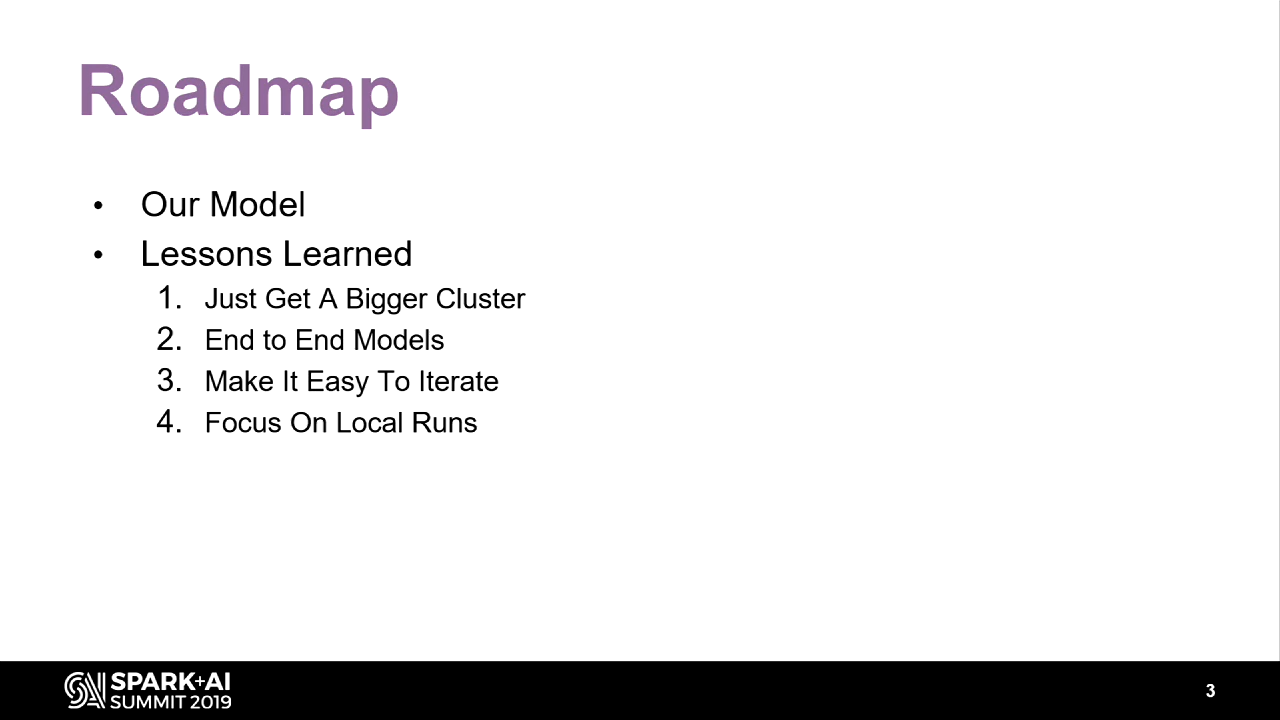 Roadmap
• Our Model
• Lessons Learned
1. Just Get A Bigger Cluster
2. End to End Models
3. Make It Easy To Iterate
4. Focus On Local Runs
SPARK+AI
SUMMIT 2019
3